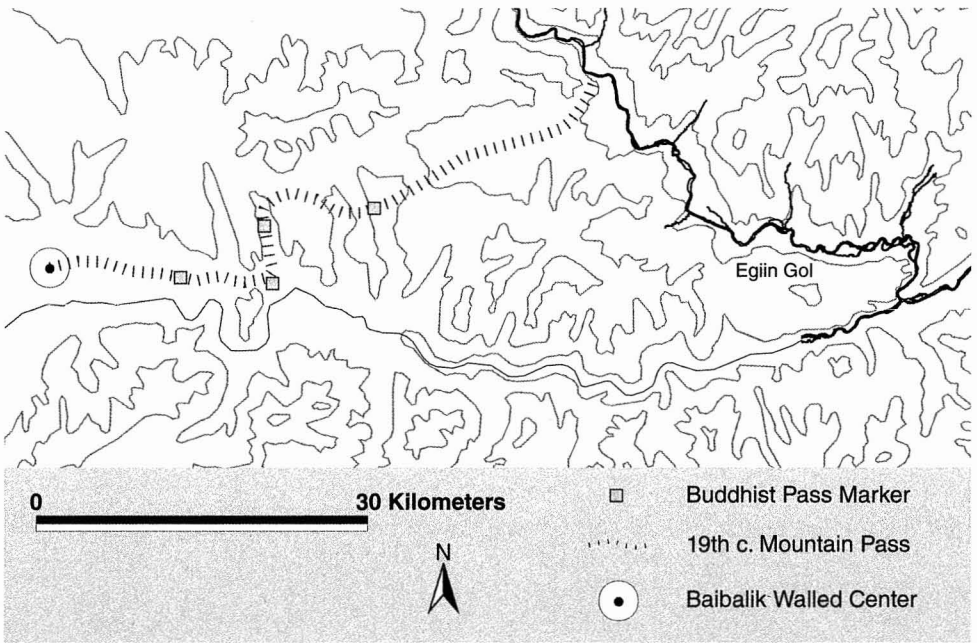 Egiin Gol
0 30 Kilometers
N
Buddhist Pass Marker
19th c. Mountain Pass
Baibalik Walled Center